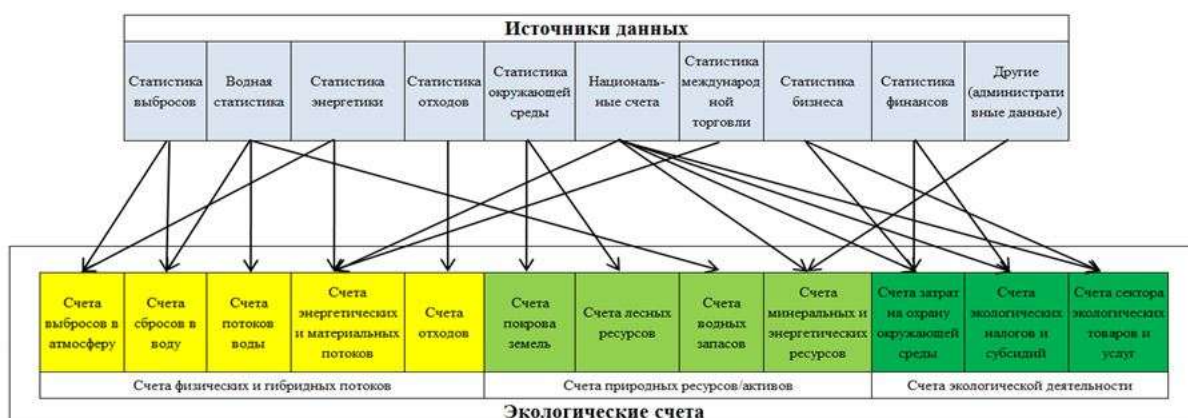 Источники данных
Статистика
выбросов
Водная
статистика
Статистика
энергетики
Статистика
отходов
Статистика
окружающей
среды
Националь-
ные счета
Статистика
международ
ной
торговли
Статистика
бизнеса
Статистика
финансов
Другие
(администрати
вные данные)
Счета
выбросов в
атмосферу
Счета
сбросов в
воду
Счета
потоков
воды
Счета
энергетических
и материальных
потоков
Счета
отходов
Счета
покрова
земель
Счета лесных
ресурсов
Счета
водных
запасов
Счета
минеральных и
энергетических
ресурсов
Счета затрат
на охрану
окружающей
среды
Счета
экологических
налогов и
субсидий
Счета сектора
экологических
товаров и
услуг
Счета физических и гибридных потоков
Счета природных ресурсов/активов
Счета экологической деятельности
Экологические счета